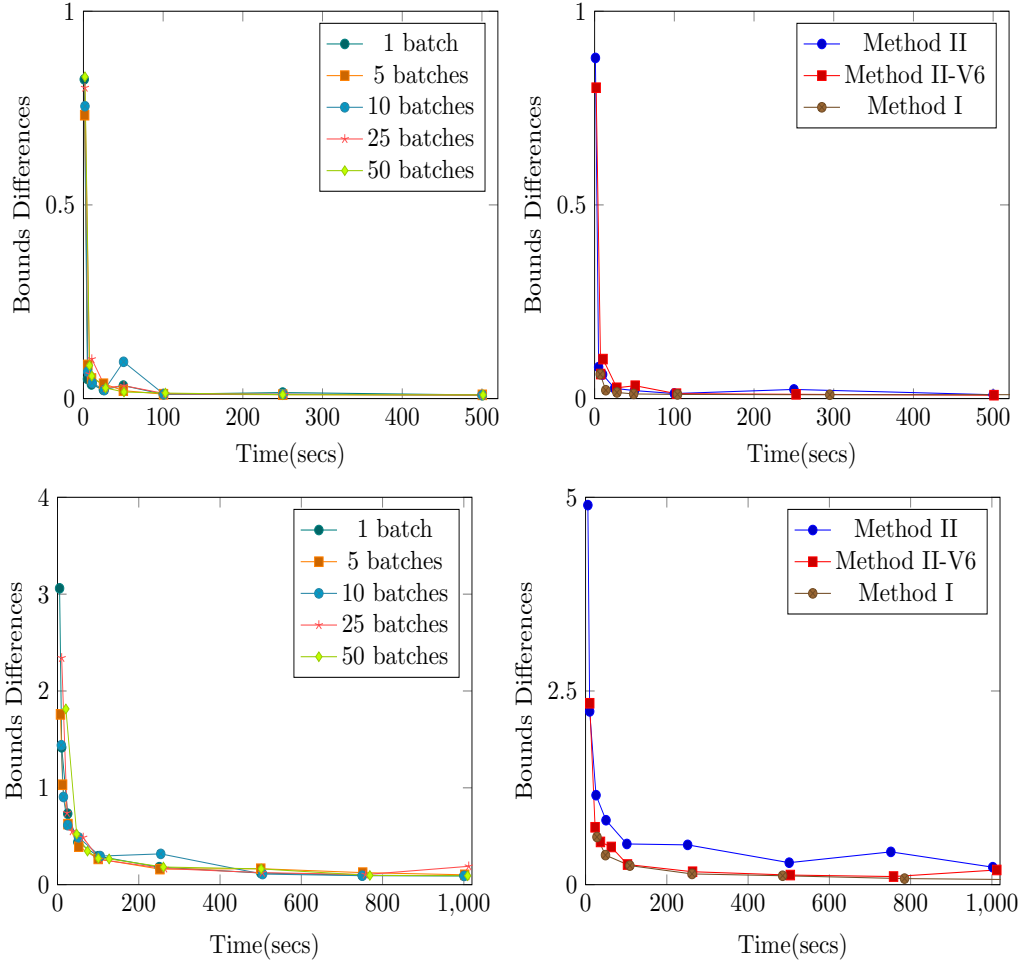 1
0.5
0
Bounds Differences
0
100
200
300
400
500
Time(secs)
1 batch
5 batches
10 batches
25 batches
50 batches
1
0.5
0
Bounds Differences
0
100
200
300
400
500
Time(secs)
Method II
Method II-V6
Method I
4
3
2
1
0
Bounds Differences
0
200
400
600
800
1,000
Time(secs)
1 batch
5 batches
10 batches
25 batches
50 batches
5
2.5
0
Bounds Differences
0
200
400
600
800
1,000
Time(secs)
Method II
Method II-V6
Method I